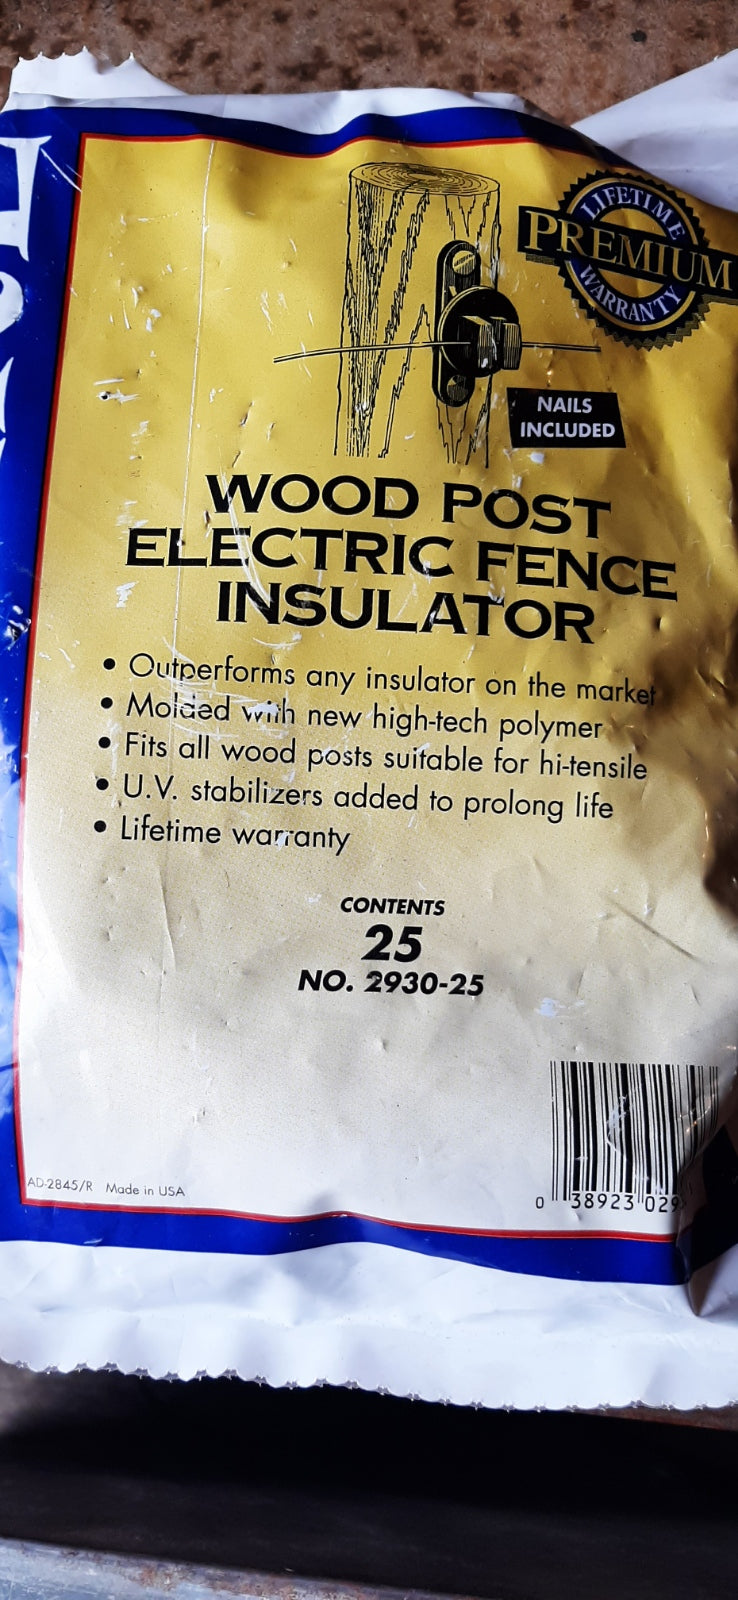 LIFETIME
PREMIUM
WARRANTY
NAILS
INCLUDED
WOOD POST
ELECTRIC FENCE
INSULATOR
• Outperforms any insulator on the market
• Molded with new high-tech polymer
• Fits all wood posts suitable for hi-tensile
• U.V. stabilizers added to prolong life
• Lifetime warranty
CONTENTS
25
NO. 2930-25
AD-2845/R Made in USA
0 38923 029